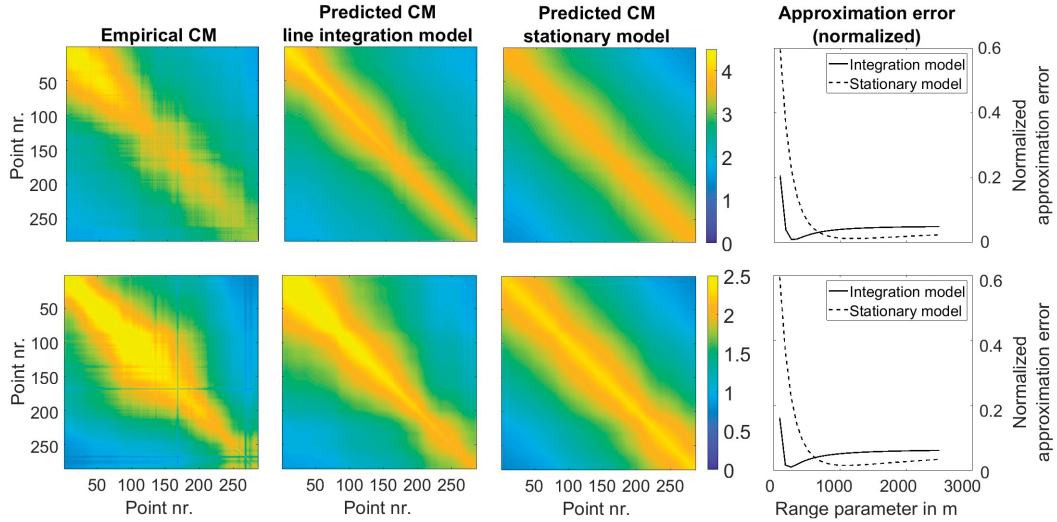 Empirical CM
Predicted CM
line integration model
Predicted CM
stationary model
Approximation error
(normalized)
Point nr.
50
100
150
200
250
4
3
2
1
0
Integration model
Stationary model
0.6
0.4
0.2
0
Normalized
approximation error
Point nr.
50
100
150
200
250
50 100 150 200 250
Point nr.
50 100 150 200 250
Point nr.
50 100 150 200 250
Point nr.
2.5
2
1.5
1
0.5
0
Integration model
Stationary model
0.6
0.4
0.2
0
Normalized
approximation error
0 1000 2000 3000
Range parameter in m